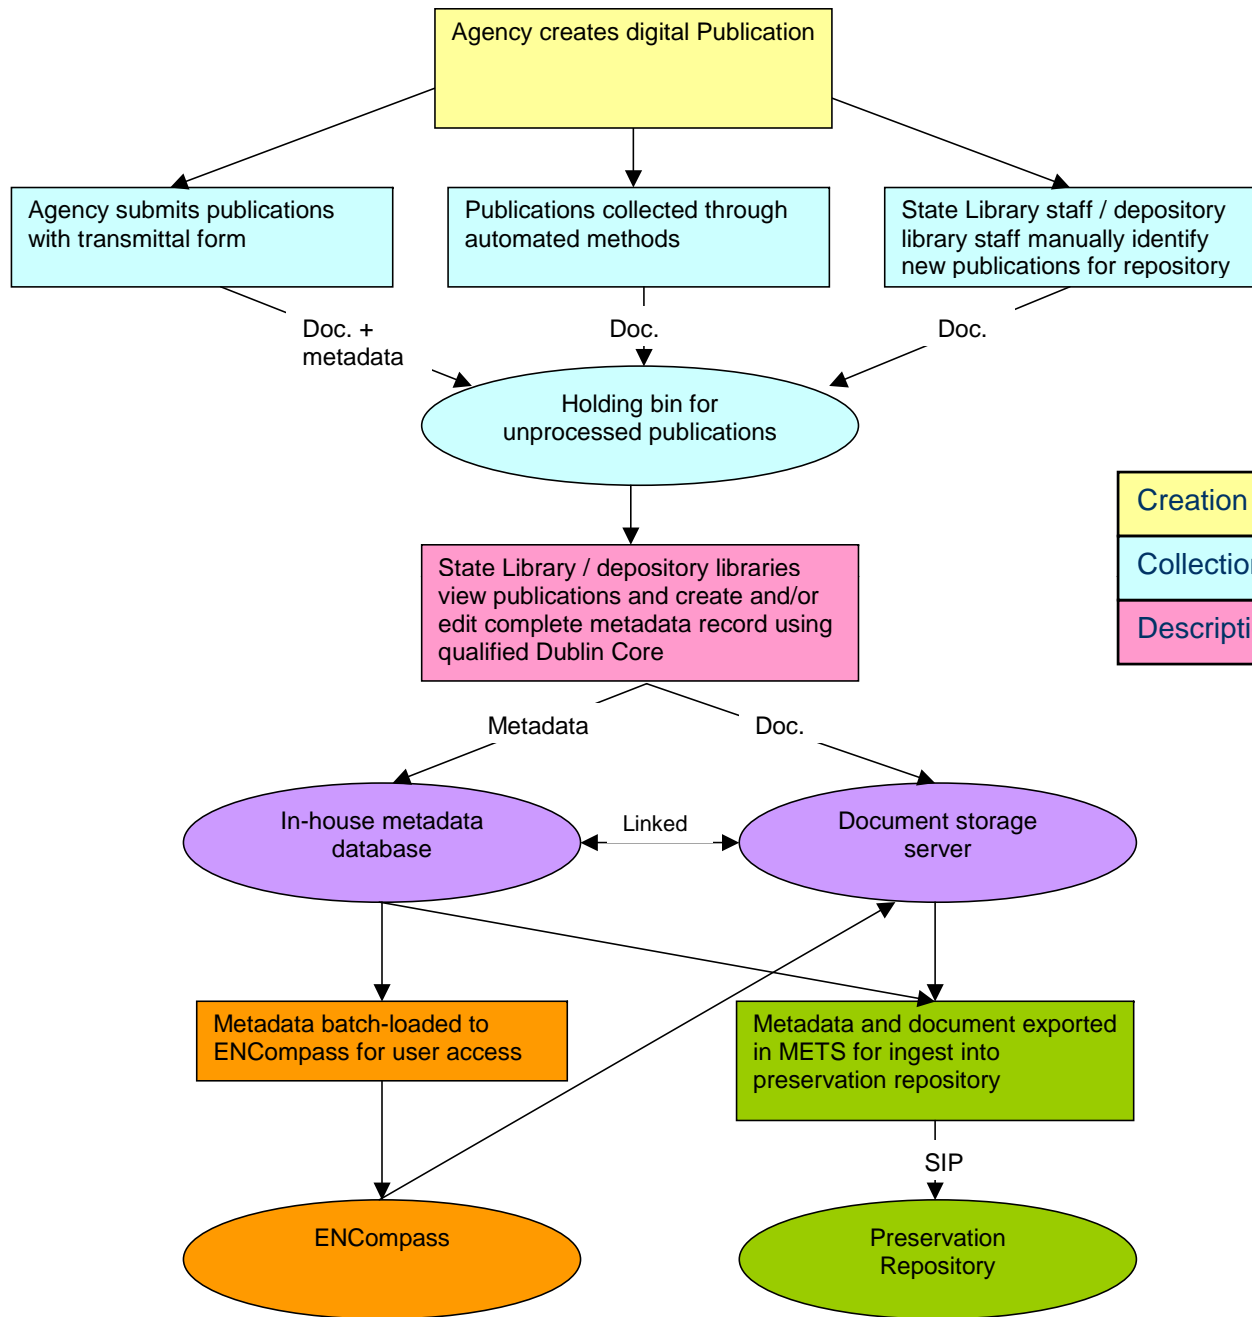 Agency creates digital Publication
Agency submits publications
with transmittal form
Publications collected through
automated methods
State Library staff / depository
library staff manually identify
new publications for repository
Doc. +
metadata
Doc.
Doc.
Holding bin for
unprocessed publications
Creation
Collection
Descripti
State Library / depository libraries
view publications and create and/or
edit complete metadata record using
qualified Dublin Core
Metadata
Doc.
In-house metadata
database
Linked
Document storage
server
Metadata batch-loaded to
ENCompass for user access
Metadata and document exported
in METS for ingest into
preservation repository
SIP
ENCompass
Preservation
Repository